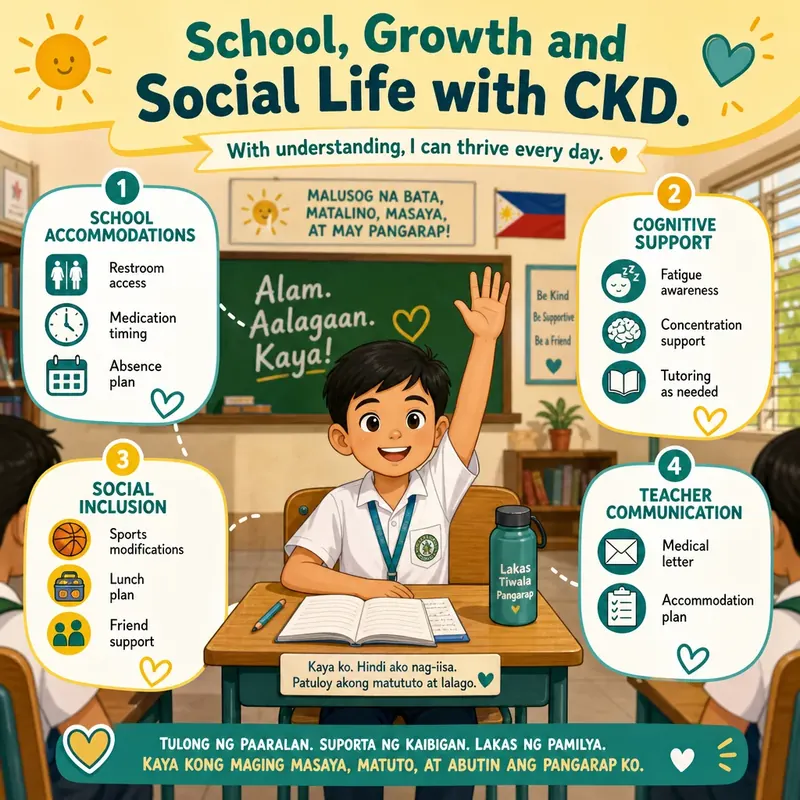 School, Growth and
Social Life with CKD.
With understanding, I can thrive every day.
MALUSOG NA BATA,
MATALINO, MASAYA,
AT MAY PANGARAP!
1
SCHOOL
ACCOMMODATIONS
Restroom
access
Medication
timing
Absence
plan
2
COGNITIVE
SUPPORT
zzz
Fatigue
awareness
Concentration
support
Tutoring
as needed
Alam.
Aalagaan.
Kaya!
Be Kind
Be Supportive
Be a Friend
3
SOCIAL
INCLUSION
Sports
modifications
Lunch
plan
Friend
support
4
TEACHER
COMMUNICATION
Medical
letter
Accommodation
plan
Lakas
Tiwala
Pangarap
Kaya ko. Hindi ako nag-iisa.
Patuloy akong matututo at lalago.
TULONG NG PAARALAN. SUPORTA NG KAIBIGAN. LAKAS NG PAMILYA.
KAYA KONG MAGING MASAYA, MATUTO, AT ABUTIN ANG PANGARAP KO.